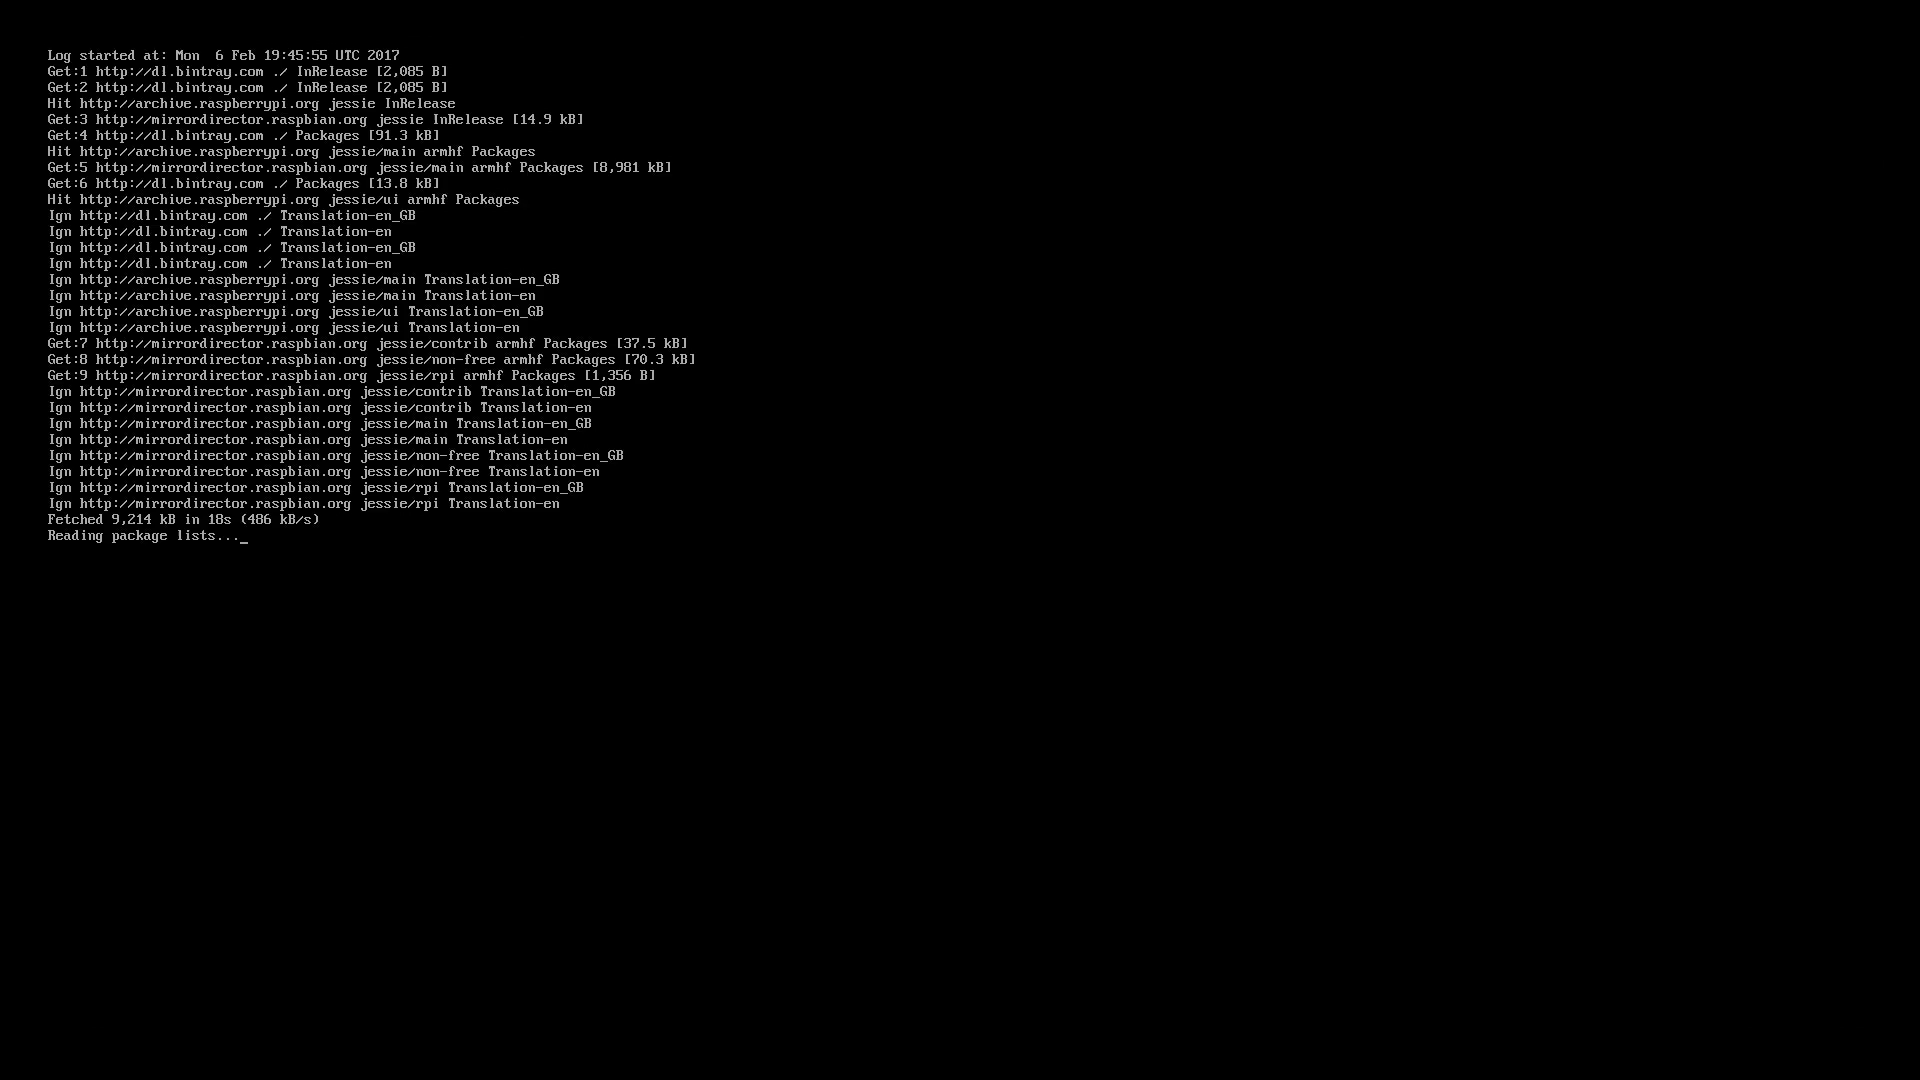 Log started at: Mon  6 Feb 19:45:55 UTC 2017
Get:1 http://dl.bintray.com ./ InRelease [2,085 B]
Get:2 http://dl.bintray.com ./ InRelease [2,085 B]
Hit http://archive.raspberrypi.org jessie InRelease
Get:3 http://mirrordirector.raspbian.org jessie InRelease [14.9 kB]
Get:4 http://dl.bintray.com ./ Packages [91.3 kB]
Hit http://archive.raspberrypi.org jessie/main armhf Packages
Get:5 http://mirrordirector.raspbian.org jessie/main armhf Packages [8,981 kB]
Get:6 http://dl.bintray.com ./ Packages [13.8 kB]
Hit http://archive.raspberrypi.org jessie/ui armhf Packages
Ign http://dl.bintray.com ./ Translation-en_GB
Ign http://dl.bintray.com ./ Translation-en
Ign http://dl.bintray.com ./ Translation-en_GB
Ign http://dl.bintray.com ./ Translation-en
Ign http://archive.raspberrypi.org jessie/main Translation-en_GB
Ign http://archive.raspberrypi.org jessie/main Translation-en
Ign http://archive.raspberrypi.org jessie/ui Translation-en_GB
Ign http://archive.raspberrypi.org jessie/ui Translation-en
Get:7 http://mirrordirector.raspbian.org jessie/contrib armhf Packages [37.5 kB]
Get:8 http://mirrordirector.raspbian.org jessie/non-free armhf Packages [70.3 kB]
Get:9 http://mirrordirector.raspbian.org jessie/rpi armhf Packages [1,356 B]
Ign http://mirrordirector.raspbian.org jessie/contrib Translation-en_GB
Ign http://mirrordirector.raspbian.org jessie/contrib Translation-en
Ign http://mirrordirector.raspbian.org jessie/main Translation-en_GB
Ign http://mirrordirector.raspbian.org jessie/main Translation-en
Ign http://mirrordirector.raspbian.org jessie/non-free Translation-en_GB
Ign http://mirrordirector.raspbian.org jessie/non-free Translation-en
Ign http://mirrordirector.raspbian.org jessie/rpi Translation-en_GB
Ign http://mirrordirector.raspbian.org jessie/rpi Translation-en
Fetched 9,214 kB in 18s (486 kB/s)
Reading package lists..._